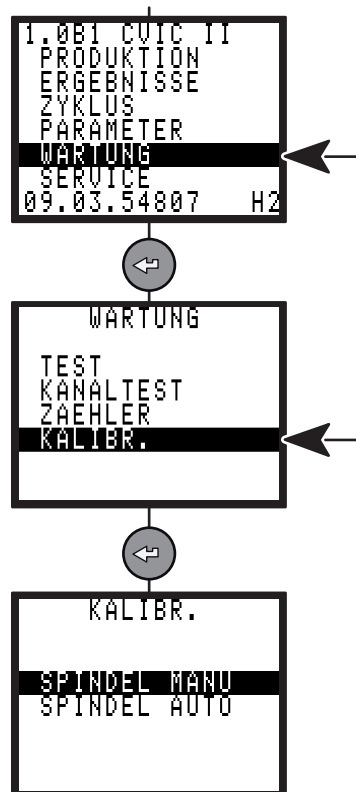 1.0B1 CVIC II
PRODUKTION
ERGEBNISSE
ZYKLUS
PARAMETER
WARTUNG
SERVICE
09.03.54807 H2
WARTUNG
TEST
KANALTEST
ZAEHLER
KALIBR.
KALIBR.
SPINDEL MANU
SPINDEL AUTO